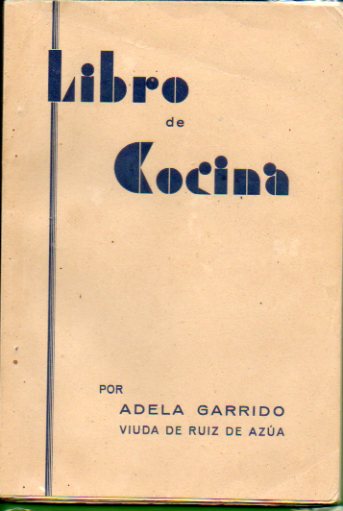 Libro
de
Cocina
POR
ADELA GARRIDO
VIUDA DE RUIZ DE AZÚA